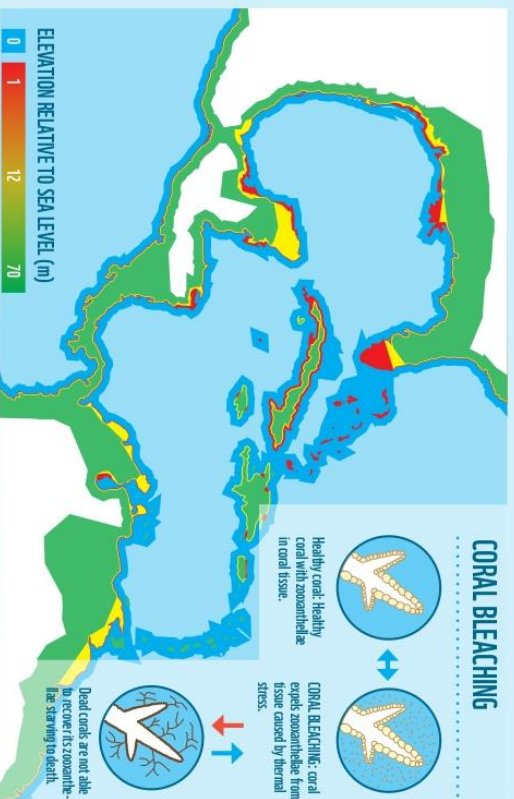 CORAL BLEACHING
Healthy coral: Healthy
coral with zooxanthellae
in coral tissue.
CORAL BLEACHING: coral
expels zooxanthellae from
tissue caused by thermal
stress.
Dead corals are not able
to recover its zooxanthe-
llae starving to death.
ELEVATION RELATIVE TO SEA LEVEL (m)
0 1 12 70